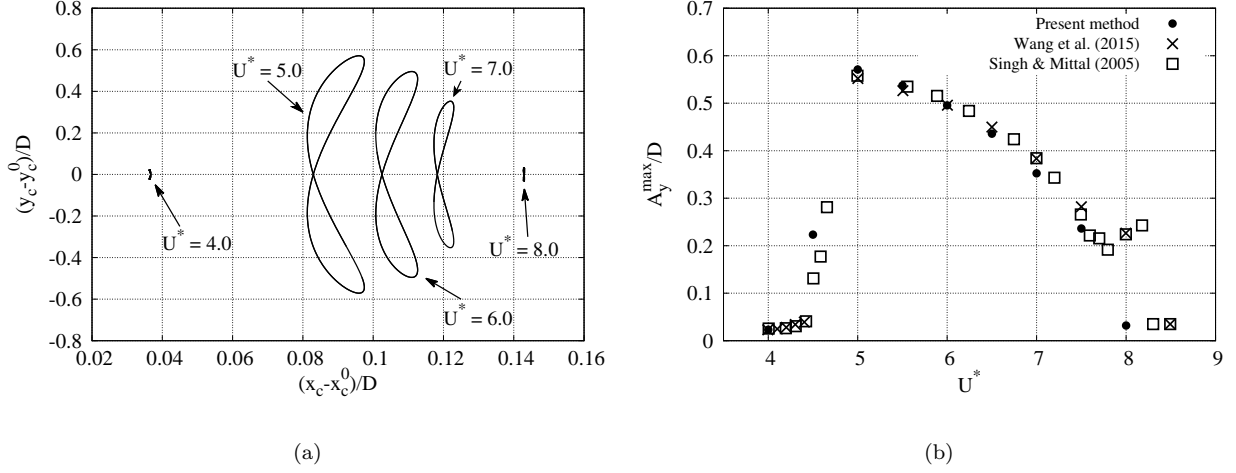 0.8
0.6
0.4
0.2
0
-0.2
-0.4
-0.6
-0.8
(y_c-y_c^0)/D
U^* = 5.0
U^* = 7.0
U^* = 4.0
U^* = 8.0
U^* = 6.0
0.02 0.04 0.06 0.08 0.1 0.12 0.14 0.16
(x_c-x_c^0)/D
(a)
0.7
0.6
0.5
0.4
0.3
0.2
0.1
0
A_y^max/D
Present method
Wang et al. (2015)
Singh & Mittal (2005)
4 5 6 7 8 9
U^*
(b)